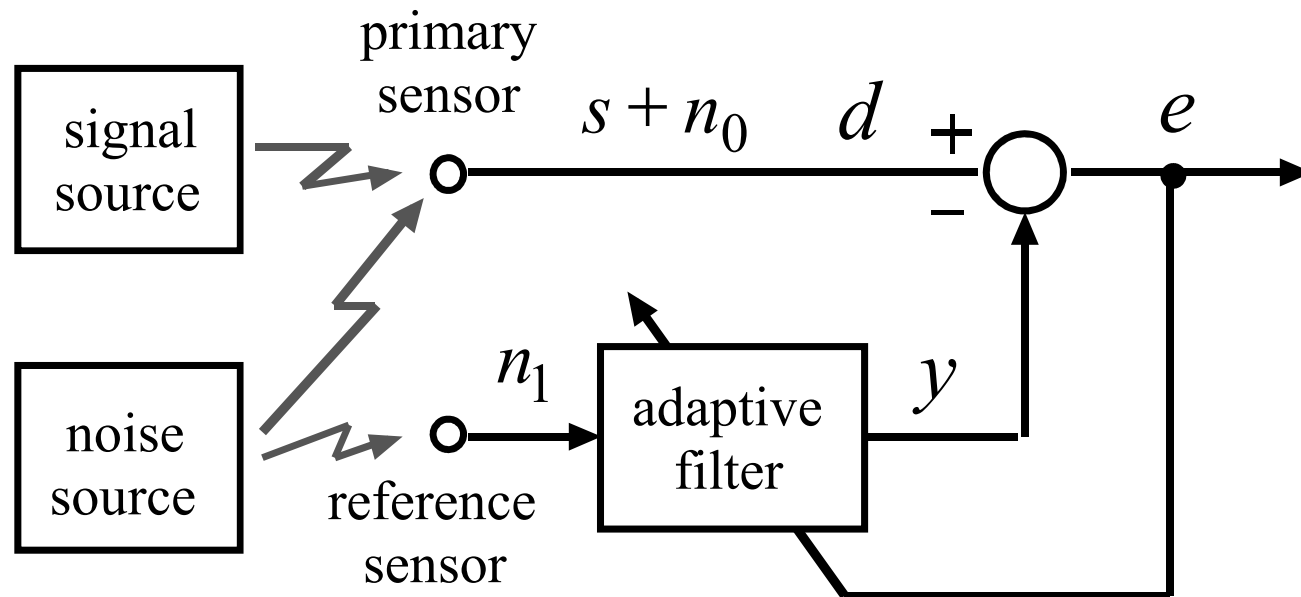 primary
sensor
signal
source
s + n₀
d
+
−
e
noise
source
n₁
reference
sensor
adaptive
filter
y